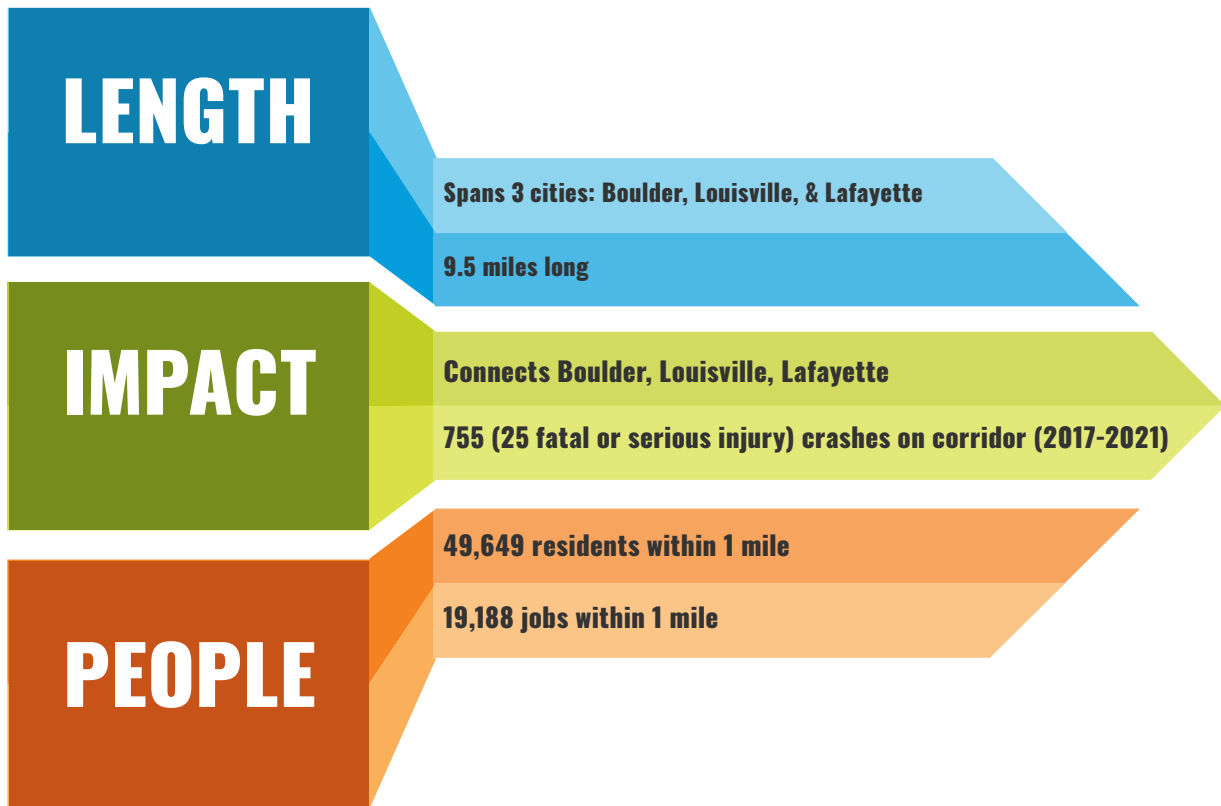 LENGTH
Spans 3 cities: Boulder, Louisville, & Lafayette
9.5 miles long
IMPACT
Connects Boulder, Louisville, Lafayette
755 (25 fatal or serious injury) crashes on corridor (2017-2021)
PEOPLE
49,649 residents within 1 mile
19,188 jobs within 1 mile